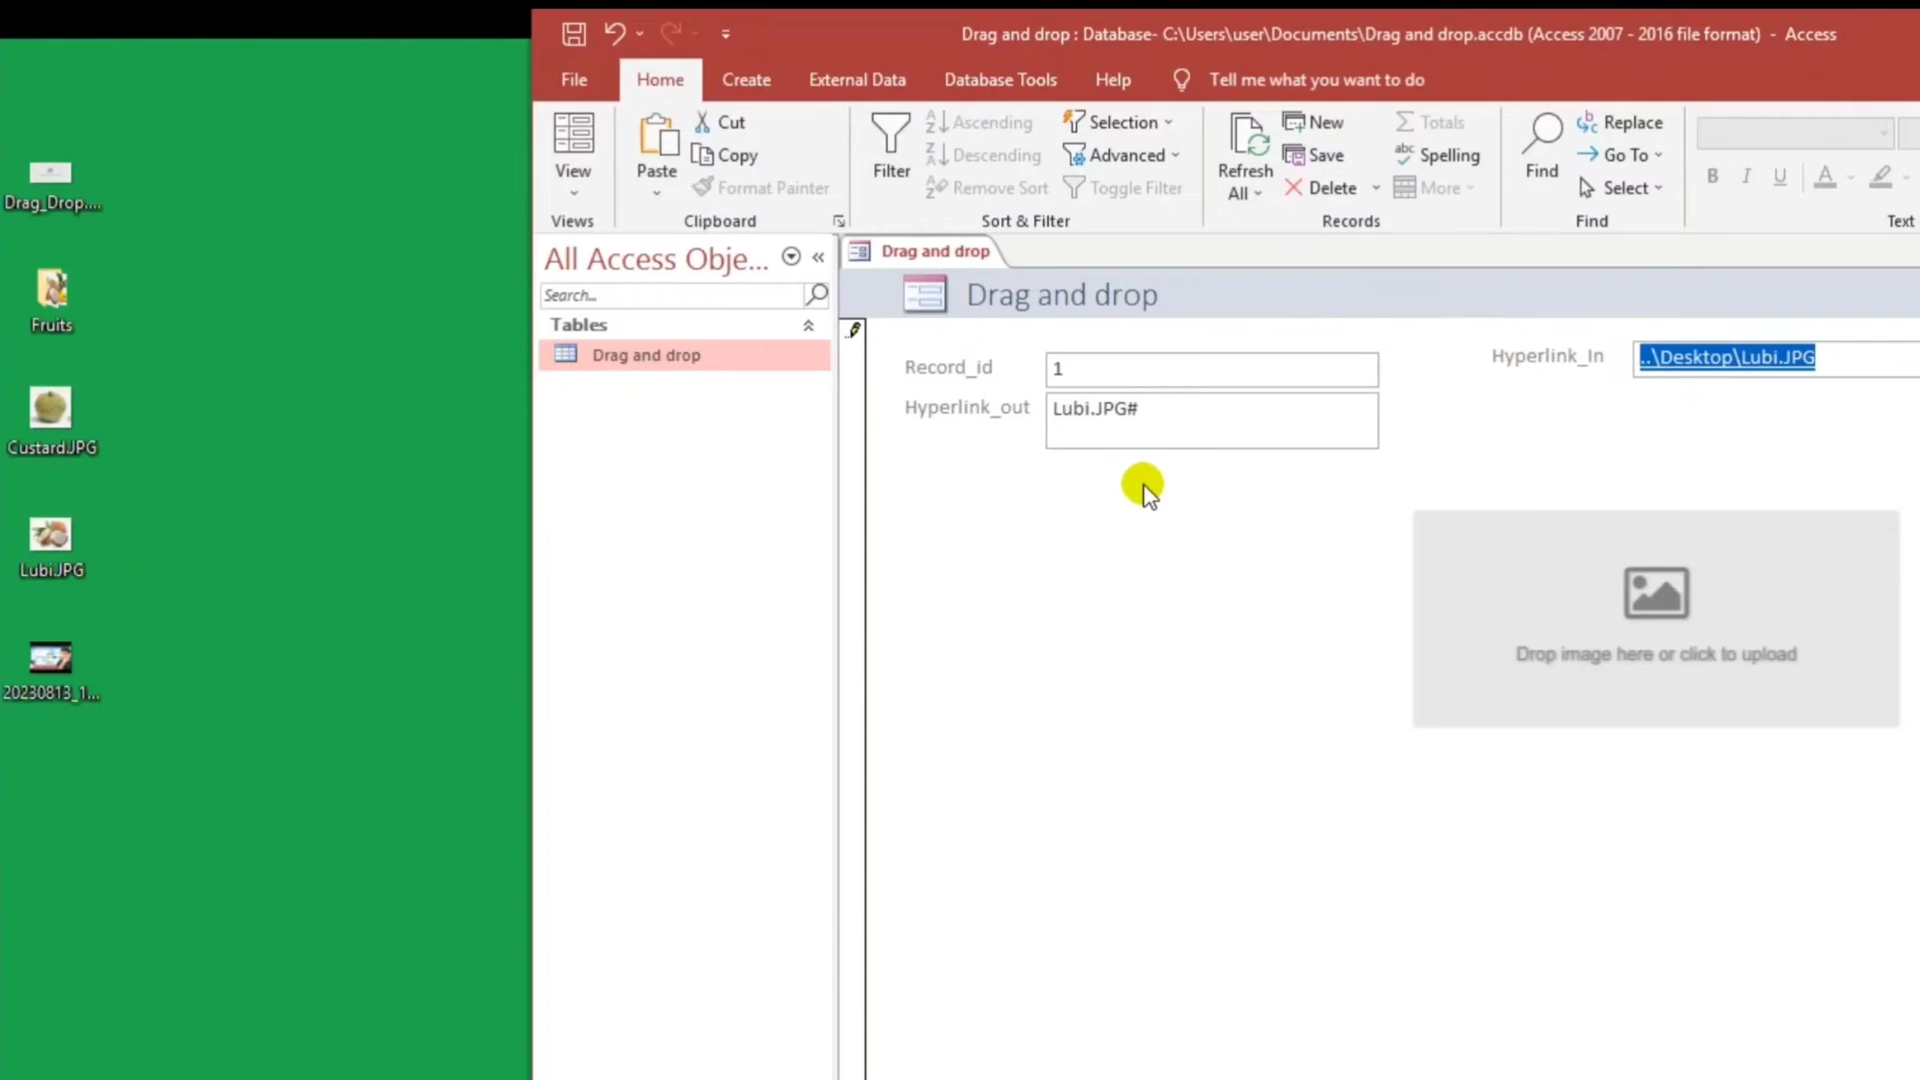 Drag_Drop....
Fruits
Custard.JPG
Lubi.JPG
20230813_1...
Drag and drop : Database- C:\Users\user\Documents\Drag and drop.accdb (Access 2007 - 2016 file format) - Access
File Home Create External Data Database Tools Help Tell me what you want to do
View
Views
Paste
Cut
Copy
Format Painter
Clipboard
Filter
Ascending
Descending
Remove Sort
Selection
Advanced
Toggle Filter
Sort & Filter
Refresh
All
New
Save
Delete
Totals
Spelling
More
Records
Find
Replace
Go To
Select
Find
B I U A
Text
All Access Obje...
Search...
Tables
Drag and drop
Drag and drop
Drag and drop
Record_id 1
Hyperlink_out Lubi.JPG#
Hyperlink_In ..\Desktop\Lubi.JPG
Drop image here or click to upload